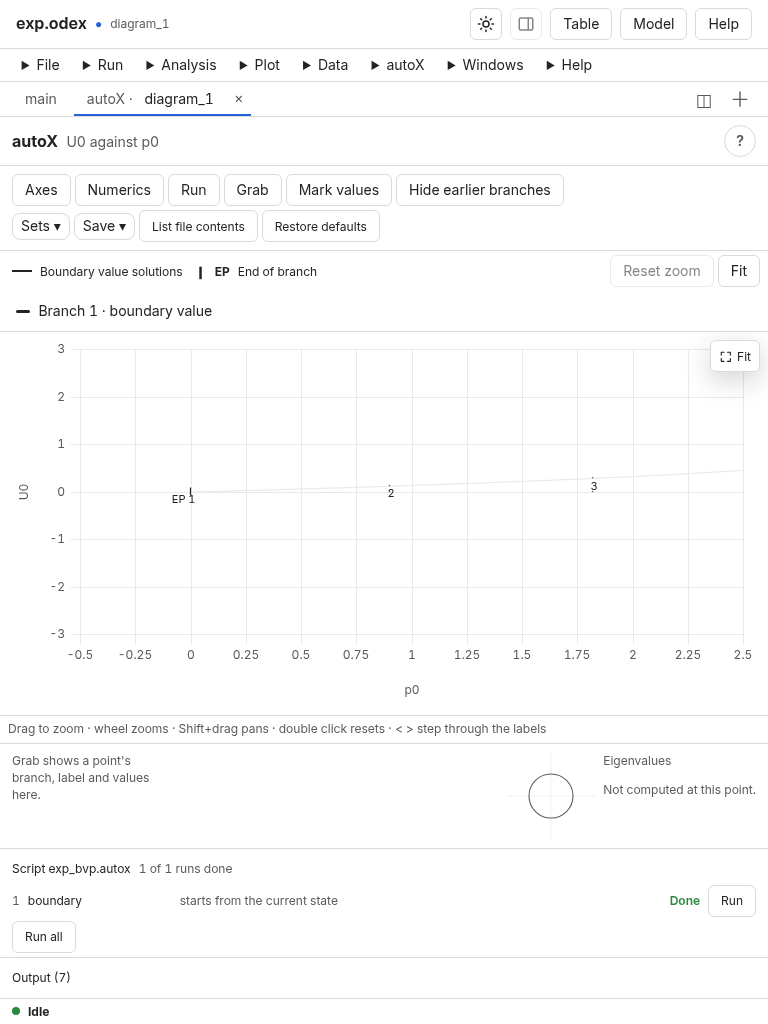 exp.odex ● diagram_1 Table Model Help
▶ File ▶ Run ▶ Analysis ▶ Plot ▶ Data ▶ autoX ▶ Windows ▶ Help
main autoX · diagram_1 ×
autoX U0 against p0 ?
Axes Numerics Run Grab Mark values Hide earlier branches
Sets ▾ Save ▾ List file contents Restore defaults
Boundary value solutions EP End of branch Reset zoom Fit
Branch 1 · boundary value
Fit
3
2
1
0
-1
-2
-3
U0
EP 1
2
3
-0.5 -0.25 0 0.25 0.5 0.75 1 1.25 1.5 1.75 2 2.25 2.5
p0
Drag to zoom · wheel zooms · Shift+drag pans · double click resets · < > step through the labels
Grab shows a point's
branch, label and values
here.
Eigenvalues
Not computed at this point.
Script exp_bvp.autox 1 of 1 runs done
1 boundary starts from the current state Done Run
Run all
Output (7)
Idle